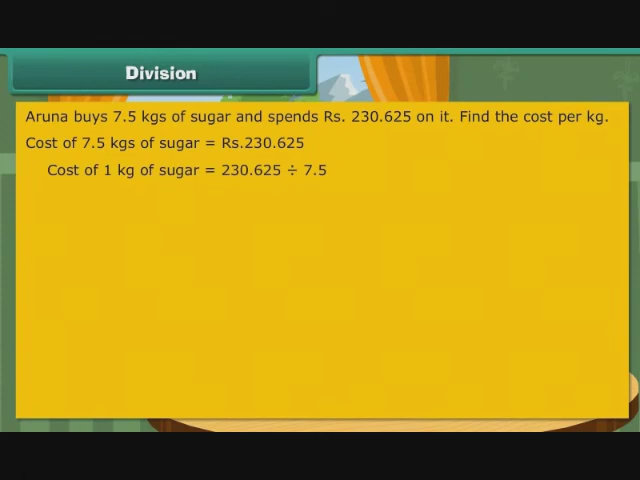 Division
Aruna buys 7.5 kgs of sugar and spends Rs. 230.625 on it. Find the cost per kg.
Cost of 7.5 kgs of sugar = Rs.230.625
Cost of 1 kg of sugar = 230.625 ÷ 7.5